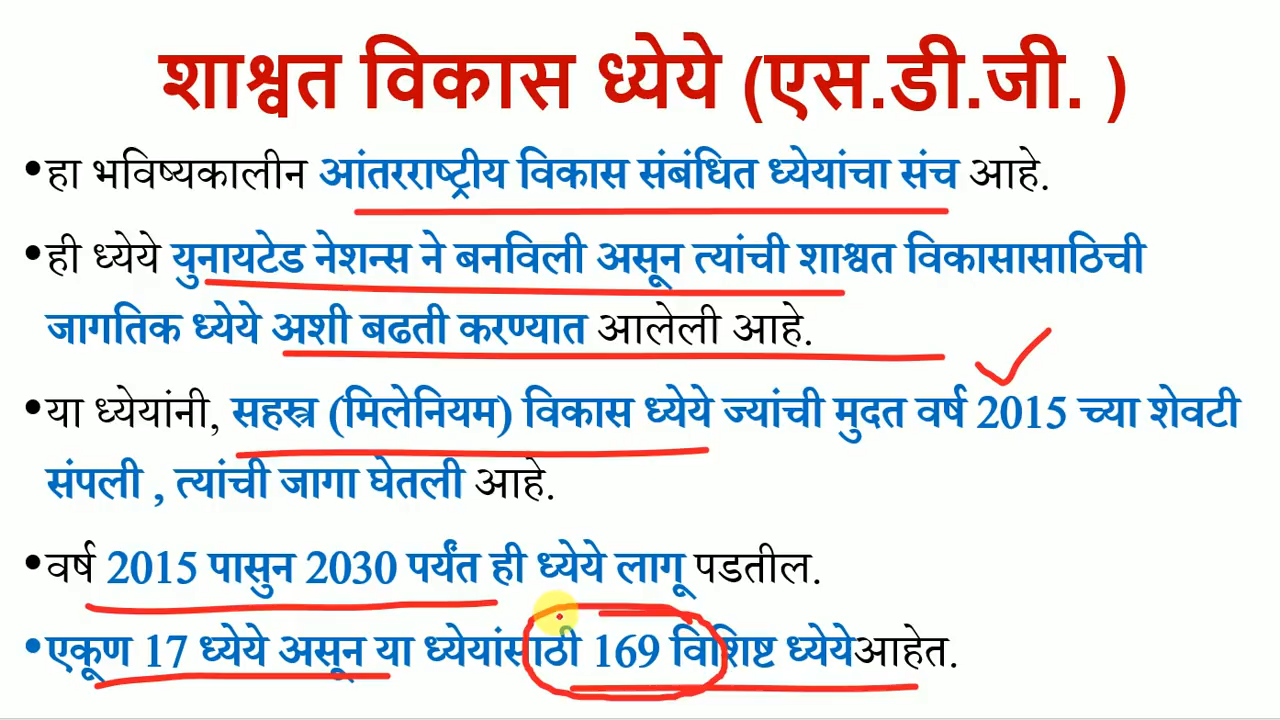 शाश्वत विकास ध्येये (एस.डी.जी. )
•हा भविष्यकालीन आंतरराष्ट्रीय विकास संबंधित ध्येयांचा संच आहे.
•ही ध्येये युनायटेड नेशन्स ने बनविली असून त्यांची शाश्वत विकासासाठिची
जागतिक ध्येये अशी बढती करण्यात आलेली आहे.
•या ध्येयांनी, सहस्त्र (मिलेनियम) विकास ध्येये ज्यांची मुदत वर्ष 2015 च्या शेवटी
संपली , त्यांची जागा घेतली आहे.
•वर्ष 2015 पासुन 2030 पर्यंत ही ध्येये लागू पडतील.
•एकूण 17 ध्येये असून या ध्येयांसाठी 169 विशिष्ट ध्येयेआहेत.